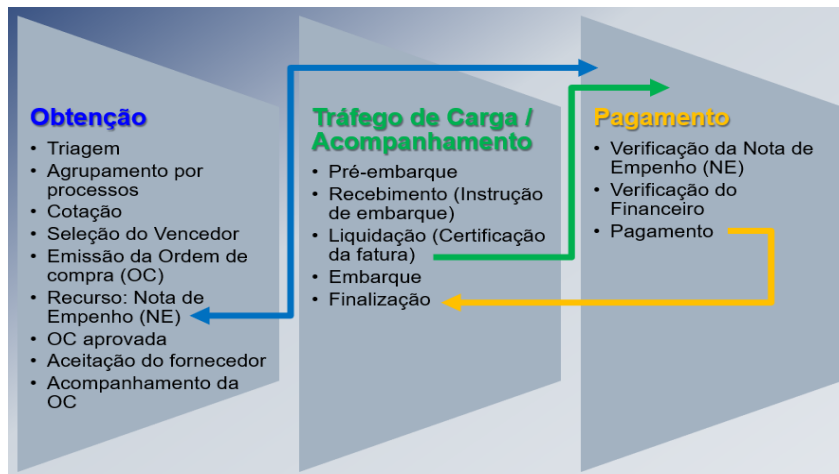 Obtenção
• Triagem
• Agrupamento por
processos
• Cotação
• Seleção do Vencedor
• Emissão da Ordem de
compra (OC)
• Recurso: Nota de
Empenho (NE)
• OC aprovada
• Aceitação do fornecedor
• Acompanhamento da
OC
Tráfego de Carga /
Acompanhamento
• Pré-embarque
• Recebimento (Instrução
de embarque)
• Liquidação (Certificação
da fatura)
• Embarque
• Finalização
Pagamento
• Verificação da Nota de
Empenho (NE)
• Verificação do
Financeiro
• Pagamento